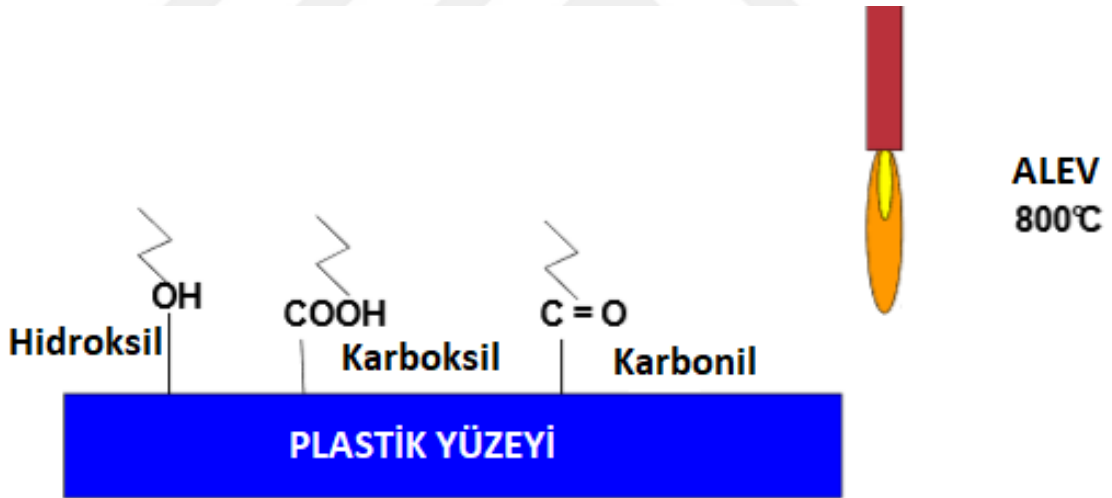 ALEV
800℃
OH
COOH
C = O
Hidroksil
Karboksil
Karbonil
PLASTİK YÜZEYİ